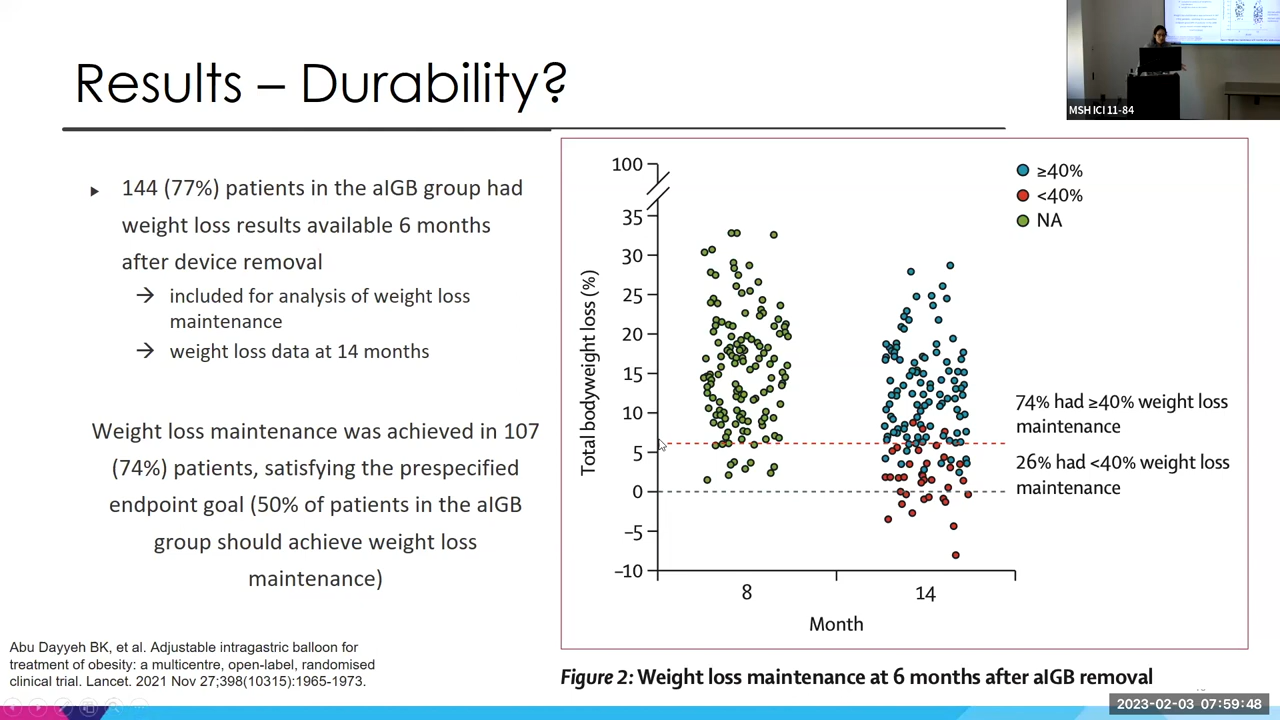 Results – Durability?
MSH ICI 11-84
144 (77%) patients in the aIGB group had
weight loss results available 6 months
after device removal
→ included for analysis of weight loss
maintenance
→ weight loss data at 14 months
Weight loss maintenance was achieved in 107
(74%) patients, satisfying the prespecified
endpoint goal (50% of patients in the aIGB
group should achieve weight loss
maintenance)
Abu Dayyeh BK, et al. Adjustable intragastric balloon for
treatment of obesity: a multicentre, open-label, randomised
clinical trial. Lancet. 2021 Nov 27;398(10315):1965-1973.
Total bodyweight loss (%)
100
35
30
25
20
15
10
5
0
–5
–10
8
14
Month
≥40%
<40%
NA
74% had ≥40% weight loss
maintenance
26% had <40% weight loss
maintenance
Figure 2: Weight loss maintenance at 6 months after aIGB removal
2023-02-03 07:59:48